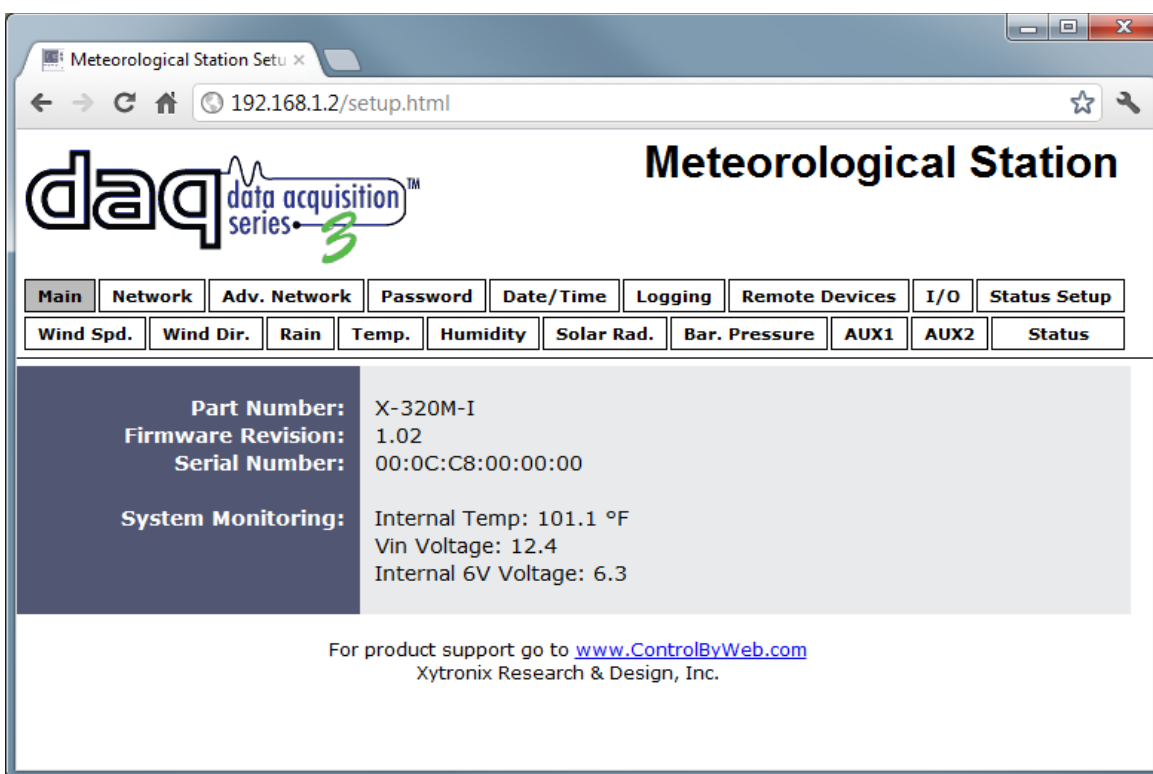 Meteorological Station Setu
192.168.1.2/setup.html
daq data acquisition series 3 TM
Meteorological Station
Main Network Adv. Network Password Date/Time Logging Remote Devices I/O Status Setup
Wind Spd. Wind Dir. Rain Temp. Humidity Solar Rad. Bar. Pressure AUX1 AUX2 Status
Part Number: X-320M-I
Firmware Revision: 1.02
Serial Number: 00:0C:C8:00:00:00
System Monitoring: Internal Temp: 101.1 °F
Vin Voltage: 12.4
Internal 6V Voltage: 6.3
For product support go to www.ControlByWeb.com
Xytronix Research & Design, Inc.